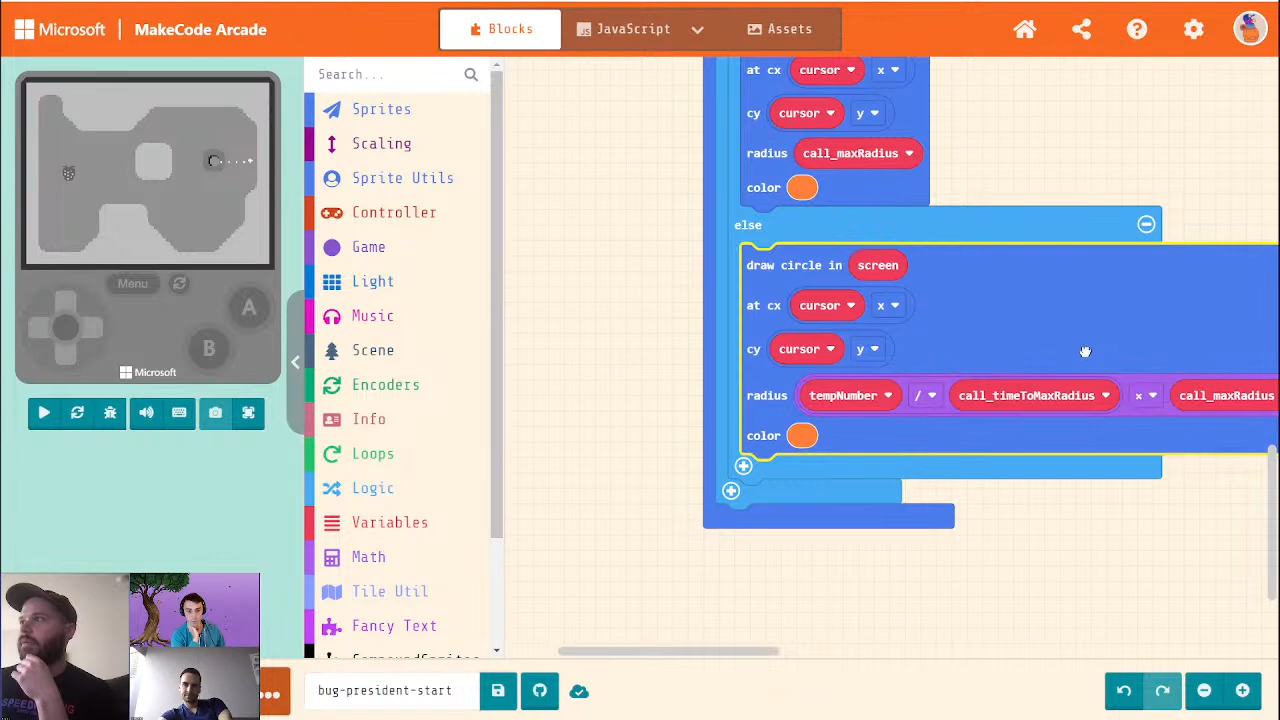 Microsoft
MakeCode Arcade
Blocks
JavaScript
Assets
Menu
A
B
Microsoft
Search...
Sprites
Scaling
Sprite Utils
Controller
Game
Light
Music
Scene
Encoders
Info
Loops
Logic
Variables
Math
Tile Util
Fancy Text
at cx cursor x
cy cursor y
radius call_maxRadius
color
else
draw circle in screen
at cx cursor x
cy cursor y
radius tempNumber / call_timeToMaxRadius × call_maxRadius
color
bug-president-start